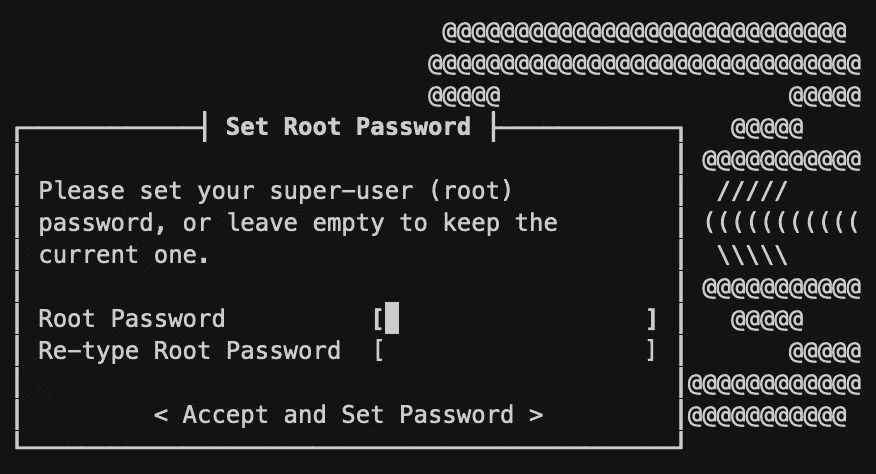 @@@@@@@@@@@@@@@@@@@@@@@@@@@@
@@@@@@@@@@@@@@@@@@@@@@@@@@@@@@
@@@@@ @@@@@
Set Root Password @@@@@
@@@@@@@@@@@
Please set your super-user (root) /////
password, or leave empty to keep the (((((((((((
current one. \\\\\
@@@@@@@@@@@
Root Password [ ] @@@@@
Re-type Root Password [ ] @@@@@
@@@@@@@@@@@@
< Accept and Set Password > @@@@@@@@@@@